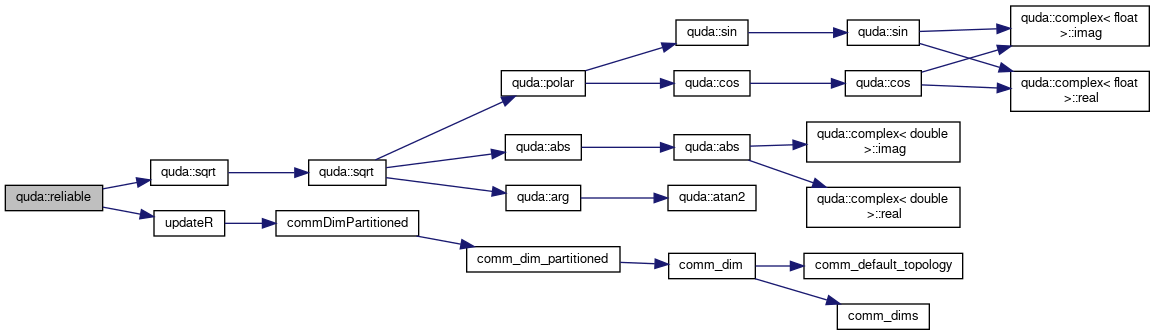 quda::reliable
quda::sqrt
updateR
quda::sqrt
commDimPartitioned
quda::polar
quda::abs
quda::arg
comm_dim_partitioned
quda::sin
quda::cos
quda::abs
quda::atan2
comm_dim
quda::sin
quda::cos
quda::complex< double
>::imag
quda::complex< double
>::real
comm_default_topology
comm_dims
quda::complex< float
>::imag
quda::complex< float
>::real